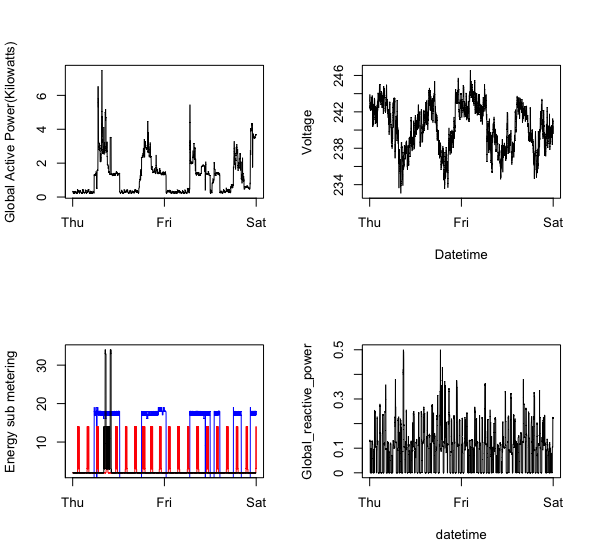 Global Active Power(Kilowatts)
0 2 4 6
Thu Fri Sat
Voltage
234 238 242 246
Thu Fri Sat
Datetime
Energy sub metering
10 20 30
Thu Fri Sat
Global_reactive_power
0 0.1 0.3 0.5
Thu Fri Sat
datetime